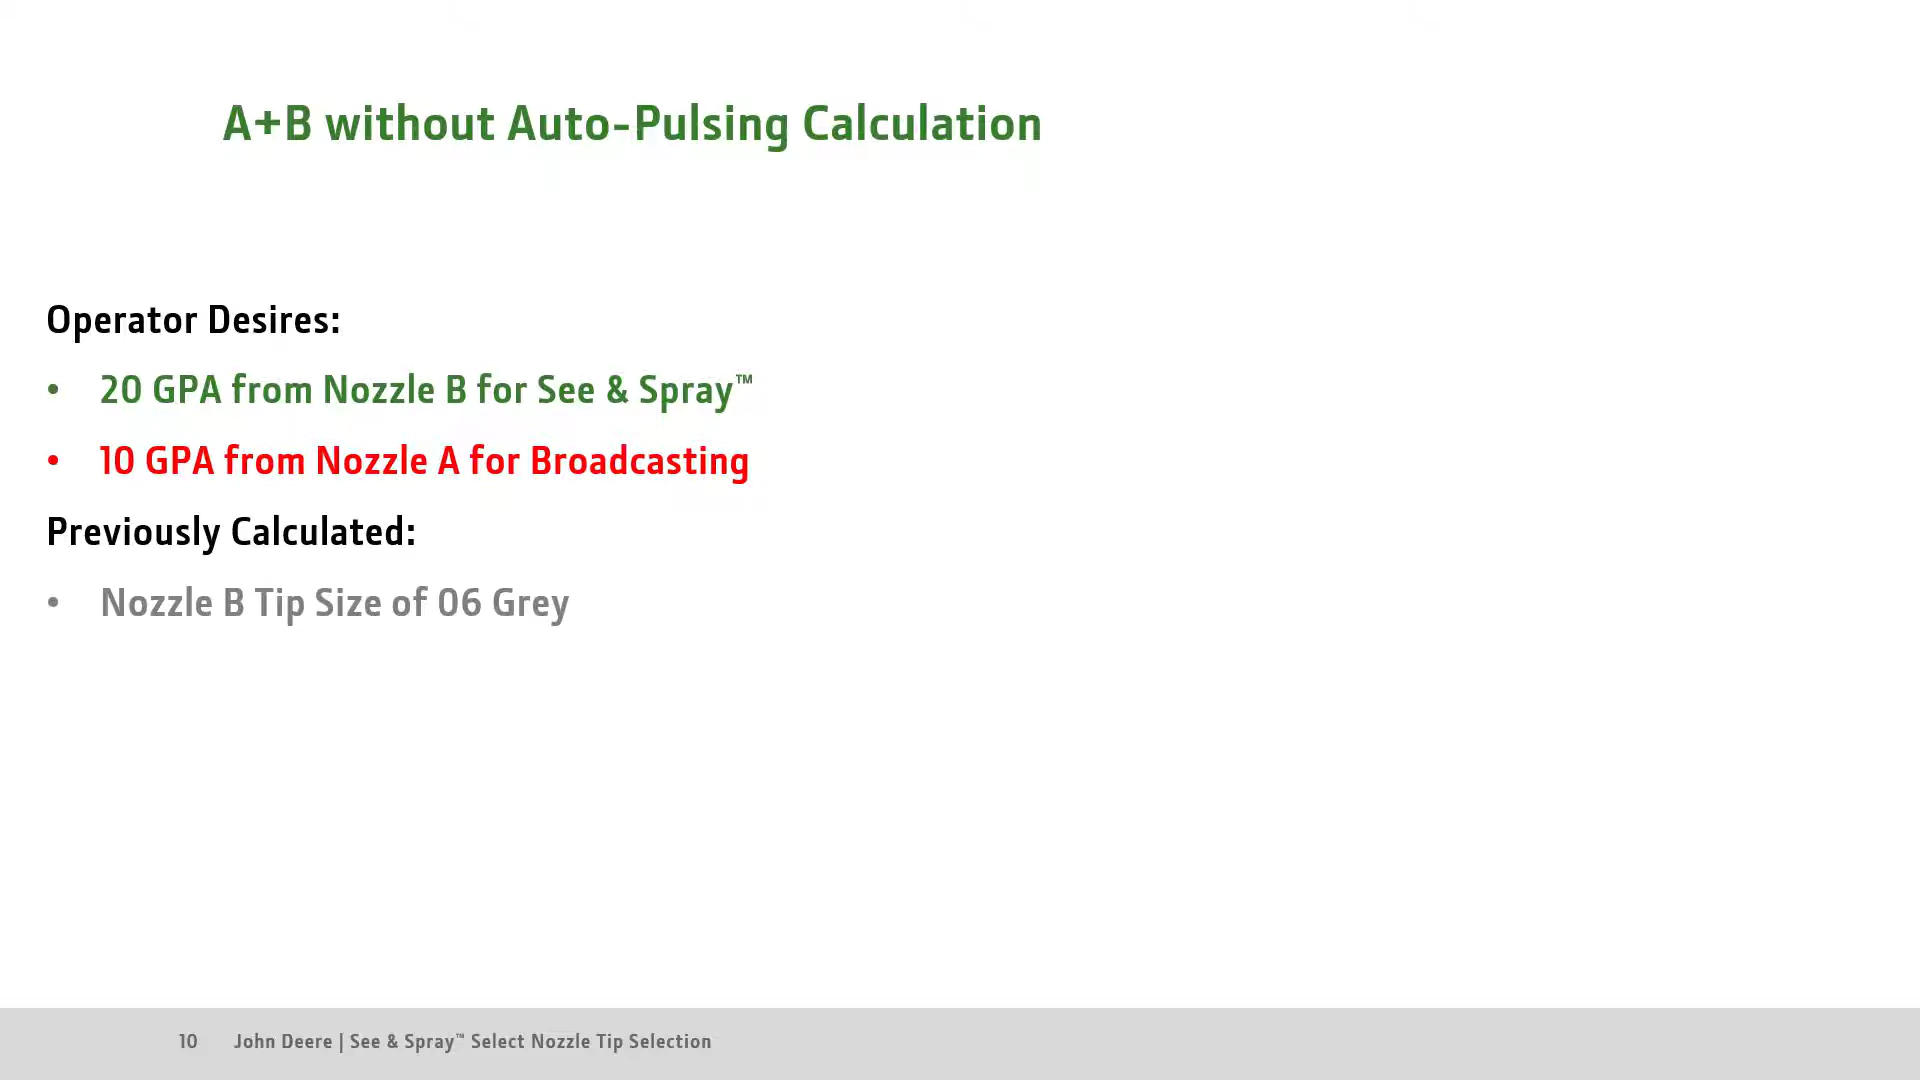 A+B without Auto-Pulsing Calculation
Operator Desires:
• 20 GPA from Nozzle B for See & Spray™
• 10 GPA from Nozzle A for Broadcasting
Previously Calculated:
• Nozzle B Tip Size of 06 Grey
10 John Deere | See & Spray™ Select Nozzle Tip Selection